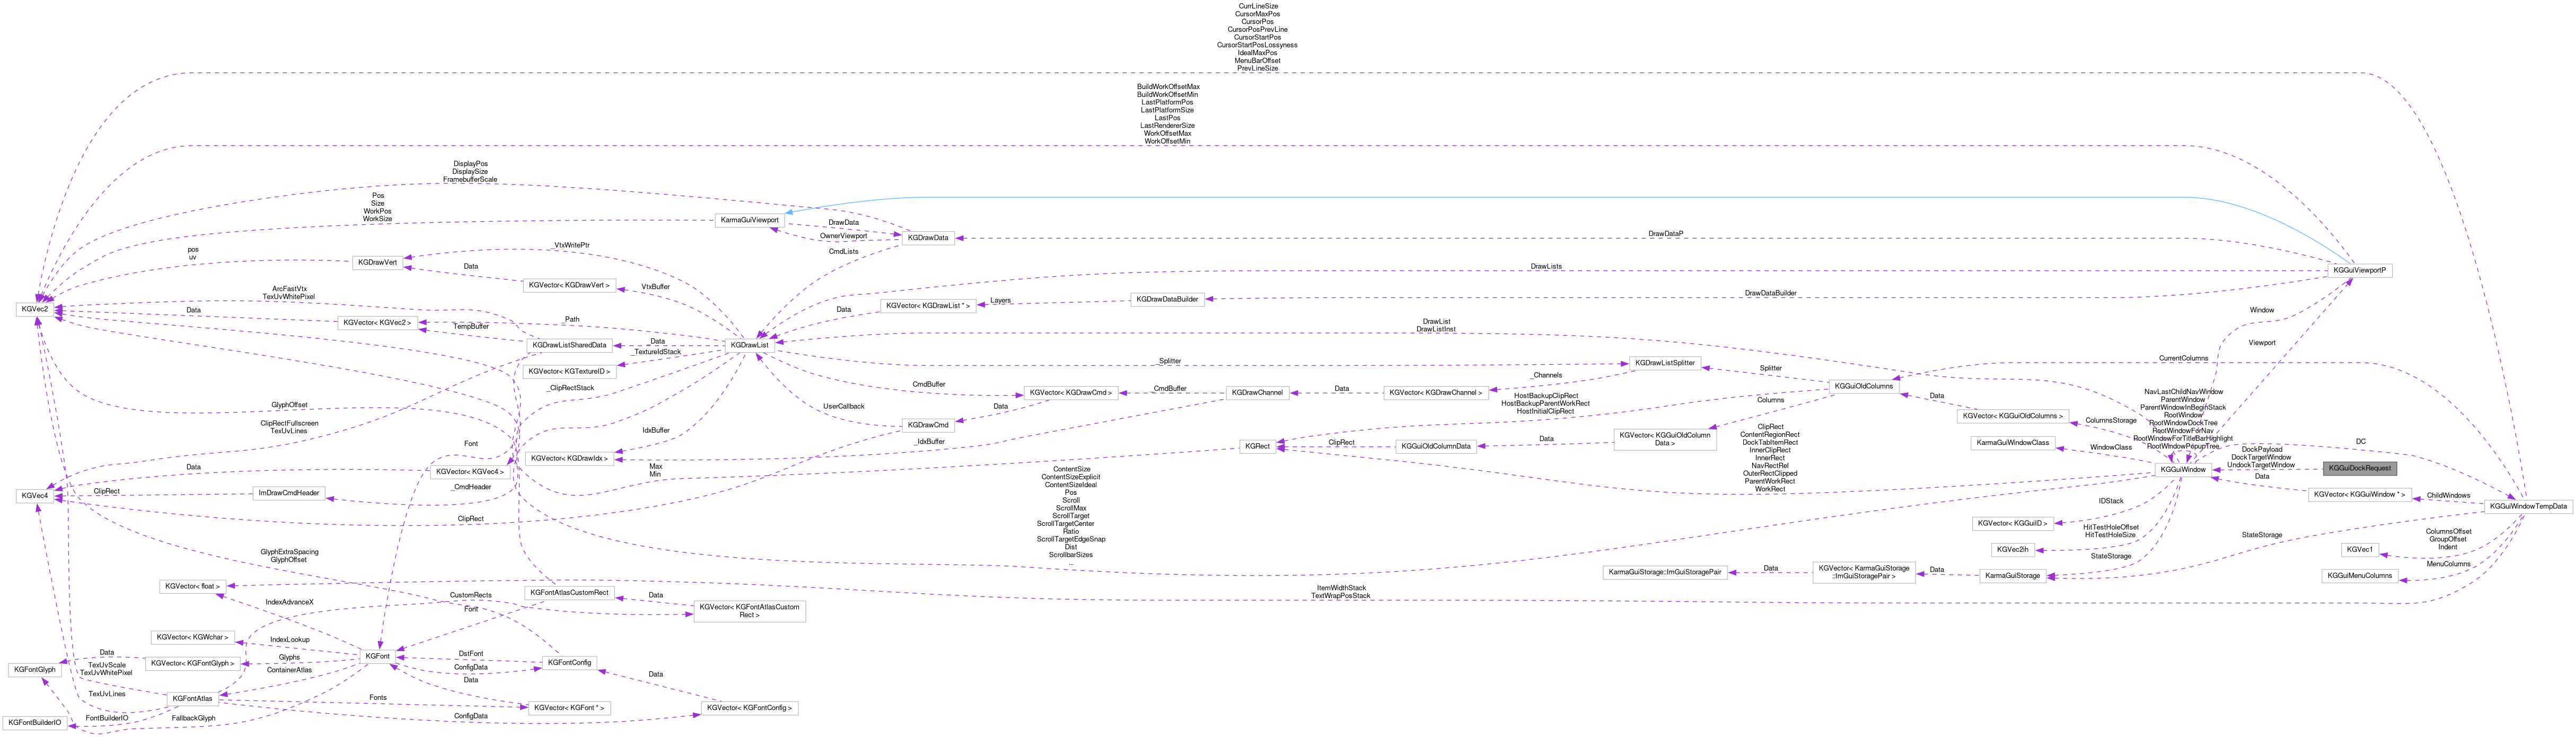 CurrLineSize
CursorMaxPos
CursorPos
CursorPosPrevLine
CursorStartPos
CursorStartPosLossyness
IdealMaxPos
MenuBarOffset
PrevLineSize
BuildWorkOffsetMax
BuildWorkOffsetMin
LastPlatformPos
LastPlatformSize
LastPos
LastRendererSize
WorkOffsetMax
WorkOffsetMin
DisplayPos
DisplaySize
FramebufferScale
Pos
Size
WorkPos
WorkSize
KarmaGuiViewport
DrawData
OwnerViewport
KGDrawData
DrawDataP
_VtxWritePtr
CmdLists
pos
uv
KGDrawVert
Data
KGVector< KGDrawVert >
VtxBuffer
DrawLists
KGGuiViewportP
DrawDataBuilder
KGDrawDataBuilder
Layers
KGVector< KGDrawList * >
Data
ArcFastVtx
TexUvWhitePixel
KGVec2
Data
KGVector< KGVec2 >
_Path
TempBuffer
KGDrawListSharedData
Data
_TextureIdStack
KGVector< KGTextureID >
KGDrawList
DrawList
DrawListInst
Window
Viewport
_Splitter
KGDrawListSplitter
Splitter
CurrentColumns
KGGuiOldColumns
_Channels
CmdBuffer
KGVector< KGDrawCmd >
_CmdBuffer
KGDrawChannel
Data
KGVector< KGDrawChannel >
_ClipRectStack
GlyphOffset
UserCallback
Data
KGDrawCmd
HostBackupClipRect
HostBackupParentWorkRect
HostInitialClipRect
Columns
Data
KGVector< KGGuiOldColumns >
ColumnsStorage
NavLastChildNavWindow
ParentWindow
ParentWindowInBeginStack
RootWindow
RootWindowDockTree
RootWindowForNav
RootWindowForTitleBarHighlight
RootWindowPopupTree
ClipRectFullscreen
TexUvLines
Font
IdxBuffer
_IdxBuffer
KGVector< KGDrawIdx >
KGRect
ClipRect
KGGuiOldColumnData
Data
KGVector< KGGuiOldColumn
Data >
KarmaGuiWindowClass
WindowClass
KGGuiWindow
DC
DockPayload
DockTargetWindow
UndockTargetWindow
KGGuiDockRequest
Data
KGVector< KGGuiWindow * >
ChildWindows
KGGuiWindowTempData
ClipRect
ContentRegionRect
DockTabItemRect
InnerClipRect
InnerRect
NavRectRel
OuterRectClipped
ParentWorkRect
WorkRect
Max
Min
Data
KGVector< KGVec4 >
KGVec4
ClipRect
ImDrawCmdHeader
_CmdHeader
ClipRect
ContentSize
ContentSizeExplicit
ContentSizeIdeal
Pos
Scroll
ScrollMax
ScrollTarget
ScrollTargetCenter
Ratio
ScrollTargetEdgeSnap
Dist
ScrollbarSizes
...
IDStack
KGVector< KGGuiID >
HitTestHoleOffset
HitTestHoleSize
KGVec2ih
StateStorage
StateStorage
KarmaGuiStorage
Data
KGVector< KarmaGuiStorage
::ImGuiStoragePair >
Data
KarmaGuiStorage::ImGuiStoragePair
ColumnsOffset
GroupOffset
Indent
KGVec1
MenuColumns
KGGuiMenuColumns
GlyphExtraSpacing
GlyphOffset
KGVector< float >
ItemWidthStack
TextWrapPosStack
IndexAdvanceX
CustomRects
Font
KGFontAtlasCustomRect
Data
KGVector< KGFontAtlasCustom
Rect >
KGVector< KGWchar >
IndexLookup
KGFontGlyph
Data
KGVector< KGFontGlyph >
Glyphs
ContainerAtlas
KGFont
DstFont
ConfigData
Data
KGFontConfig
Data
TexUvScale
TexUvWhitePixel
TexUvLines
KGFontAtlas
Fonts
KGVector< KGFont * >
KGVector< KGFontConfig >
ConfigData
FontBuilderIO
KGFontBuilderIO
FallbackGlyph